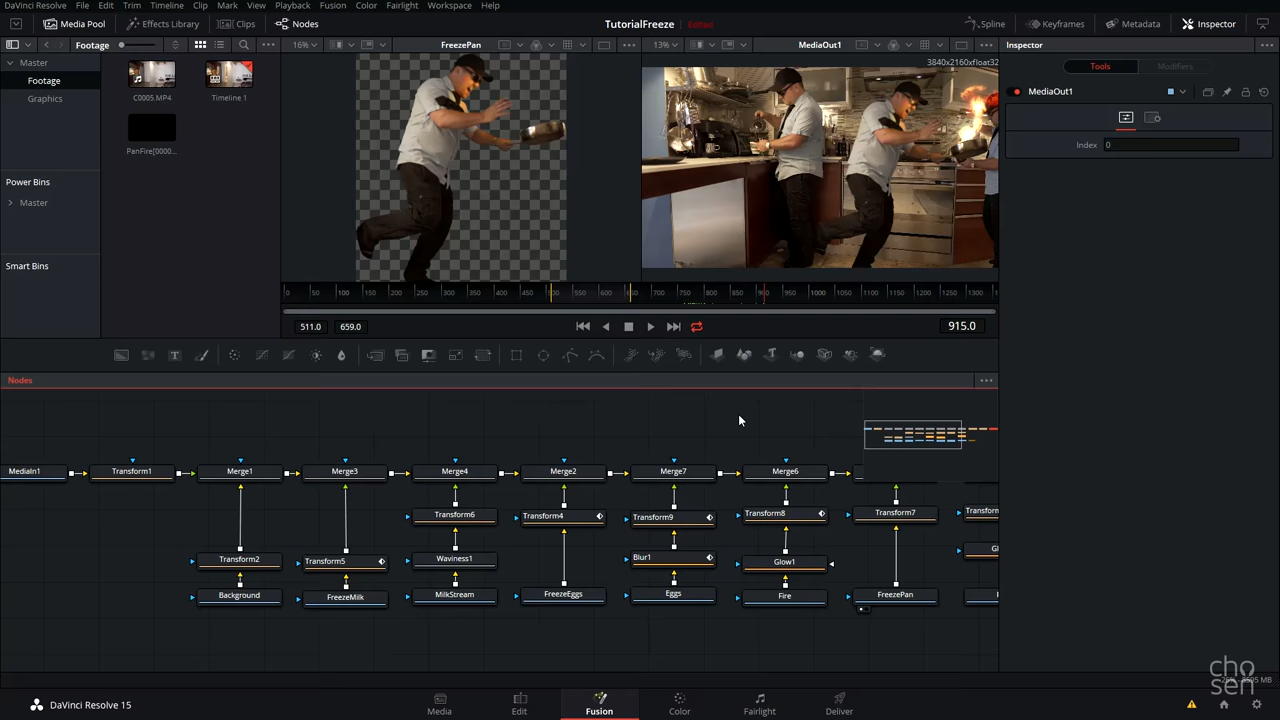 DaVinci Resolve File Edit Trim Timeline Clip Mark View Playback Fusion Color Fairlight Workspace Help
Media Pool Effects Library Clips Nodes TutorialFreeze Edited Spline Keyframes Metadata Inspector
Footage 16% FreezePan 13% MediaOut1 Inspector
Master
Footage
Graphics
C0005.MP4 Timeline 1
PanFire[0000...
Power Bins
Master
Smart Bins
3840x2160xfloat32
Tools Modifiers
MediaOut1
Index 0
0 50 100 150 200 250 300 350 400 450 500 550 600 650 700 750 800 850 900 950 1000 1050 1100 1150 1200 1250 1300
511.0 659.0 915.0
Nodes
MediaIn1 Transform1 Merge1 Merge3 Merge4 Merge2 Merge7 Merge6
Transform6 Transform4 Transform9 Transform8 Transform7 Transform
Transform2 Transform5 Waviness1 Blur1 Glow1 Gl
Background FreezeMilk MilkStream FreezeEggs Eggs Fire FreezePan
cho
sen
DaVinci Resolve 15
Media Edit Fusion Color Fairlight Deliver